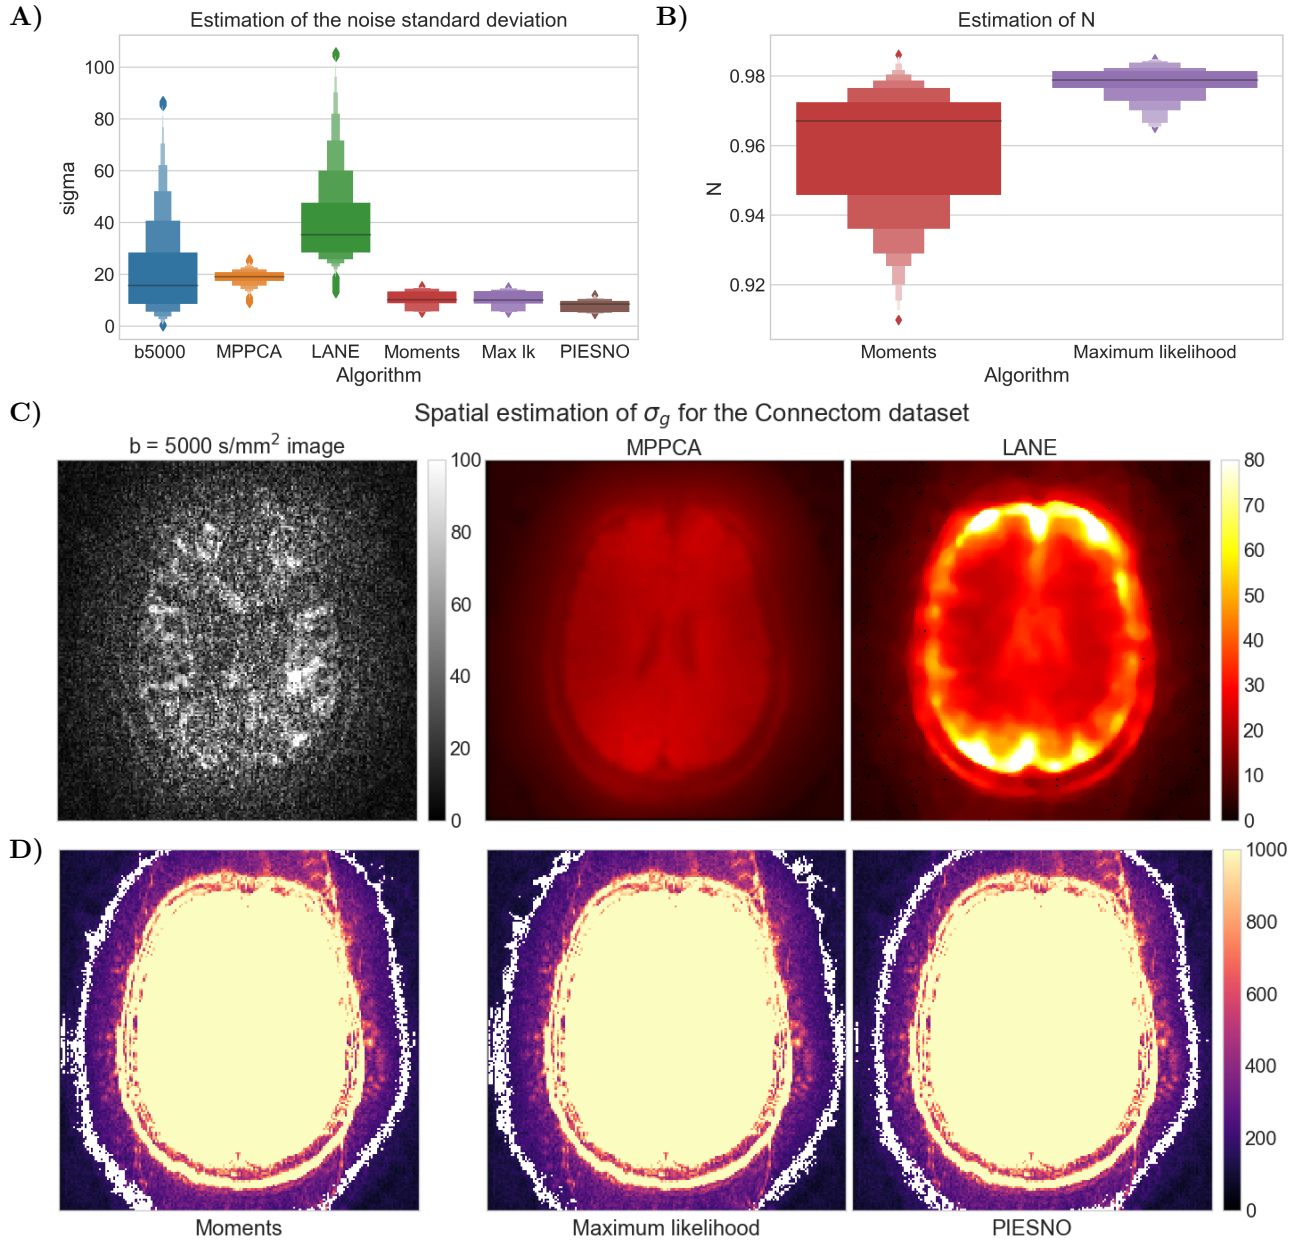 A)
Estimation of the noise standard deviation
100
80
60
40
20
0
sigma
b5000 MPPCA LANE Moments Max lk PIESNO
Algorithm
B)
Estimation of N
0.98
0.96
0.94
0.92
N
Moments Maximum likelihood
Algorithm
C)
Spatial estimation of σg for the Connectom dataset
b = 5000 s/mm² image
MPPCA
LANE
100
80
60
40
20
0
80
70
60
50
40
30
20
10
0
D)
1000
800
600
400
200
0
Moments
Maximum likelihood
PIESNO